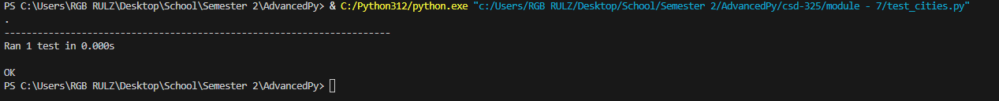 PS C:\Users\RGB RULZ\Desktop\School\Semester 2\AdvancedPy> & C:/Python312/python.exe "c:/Users/RGB RULZ/Desktop/School/Semester 2/AdvancedPy/csd-325/module - 7/test_cities.py"
.
----------------------------------------------------------------------
Ran 1 test in 0.000s
OK
PS C:\Users\RGB RULZ\Desktop\School\Semester 2\AdvancedPy>